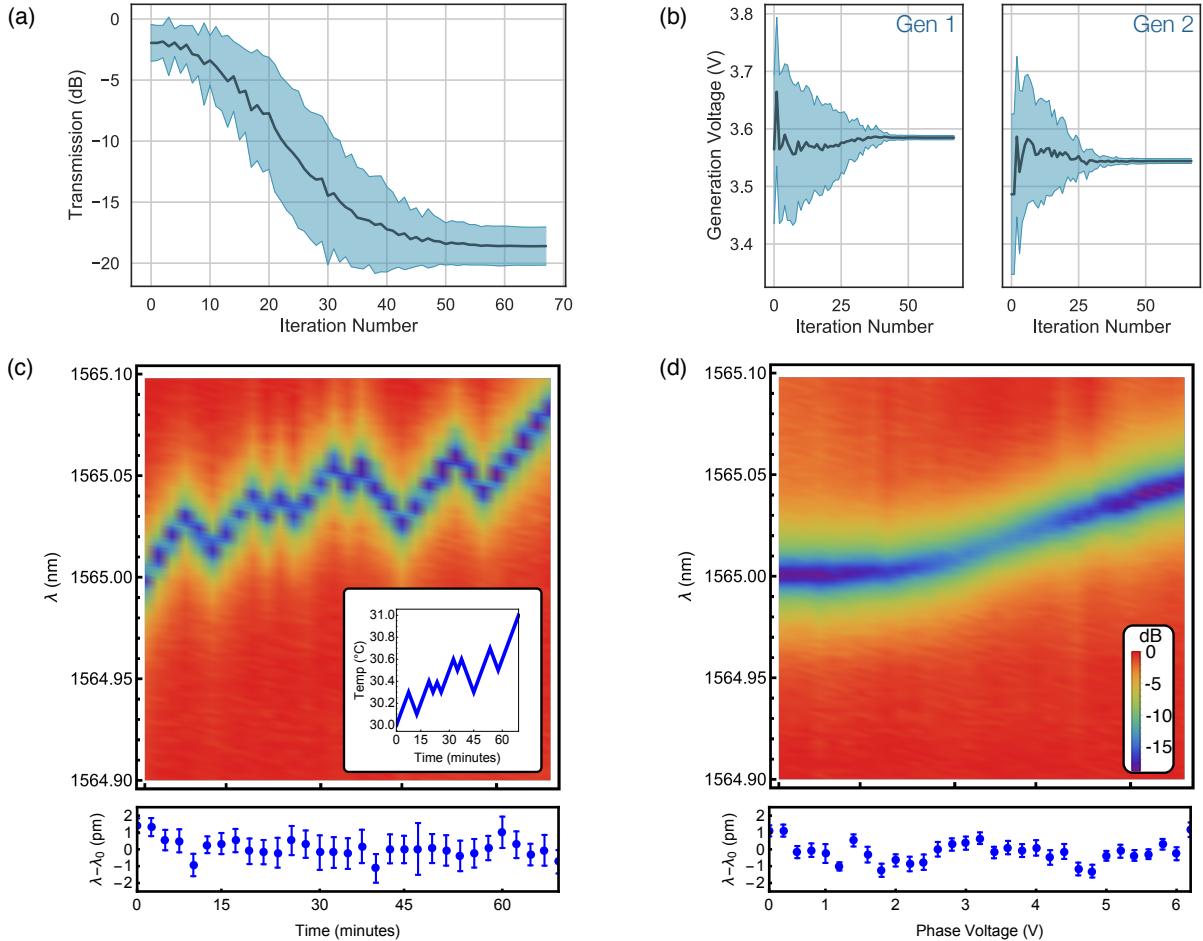 (a)
0
−5
−10
−15
−20
Transmission (dB)
0 10 20 30 40 50 60 70
Iteration Number
(b)
Gen 1
Gen 2
3.8
3.7
3.6
3.5
3.4
Generation Voltage (V)
0 25 50
Iteration Number
0 25 50
Iteration Number
(c)
1565.10
1565.05
1565.00
1564.95
1564.90
λ (nm)
31.0
30.8
30.6
30.4
30.2
30.0
Temp (°C)
0 15 30 45 60
Time (minutes)
2
1
0
-1
-2
λ−λ0 (pm)
0 15 30 45 60
Time (minutes)
(d)
1565.10
1565.05
1565.00
1564.95
1564.90
λ (nm)
dB
0
-5
-10
-15
2
1
0
-1
-2
λ−λ0 (pm)
0 1 2 3 4 5 6
Phase Voltage (V)